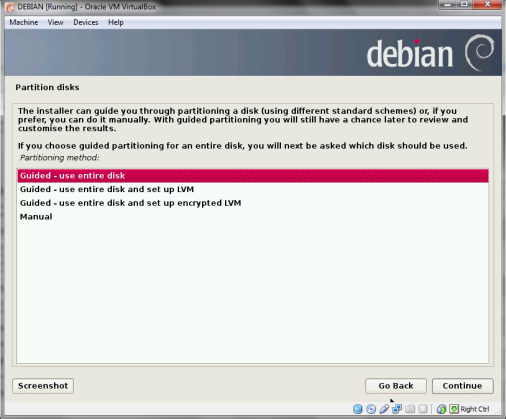 DEBIAN [Running] - Oracle VM VirtualBox
Machine View Devices Help
debian
Partition disks
The installer can guide you through partitioning a disk (using different standard schemes) or, if you
prefer, you can do it manually. With guided partitioning you will still have a chance later to review and
customise the results.
If you choose guided partitioning for an entire disk, you will next be asked which disk should be used.
Partitioning method:
Guided - use entire disk
Guided - use entire disk and set up LVM
Guided - use entire disk and set up encrypted LVM
Manual
Screenshot Go Back Continue
Right Ctrl